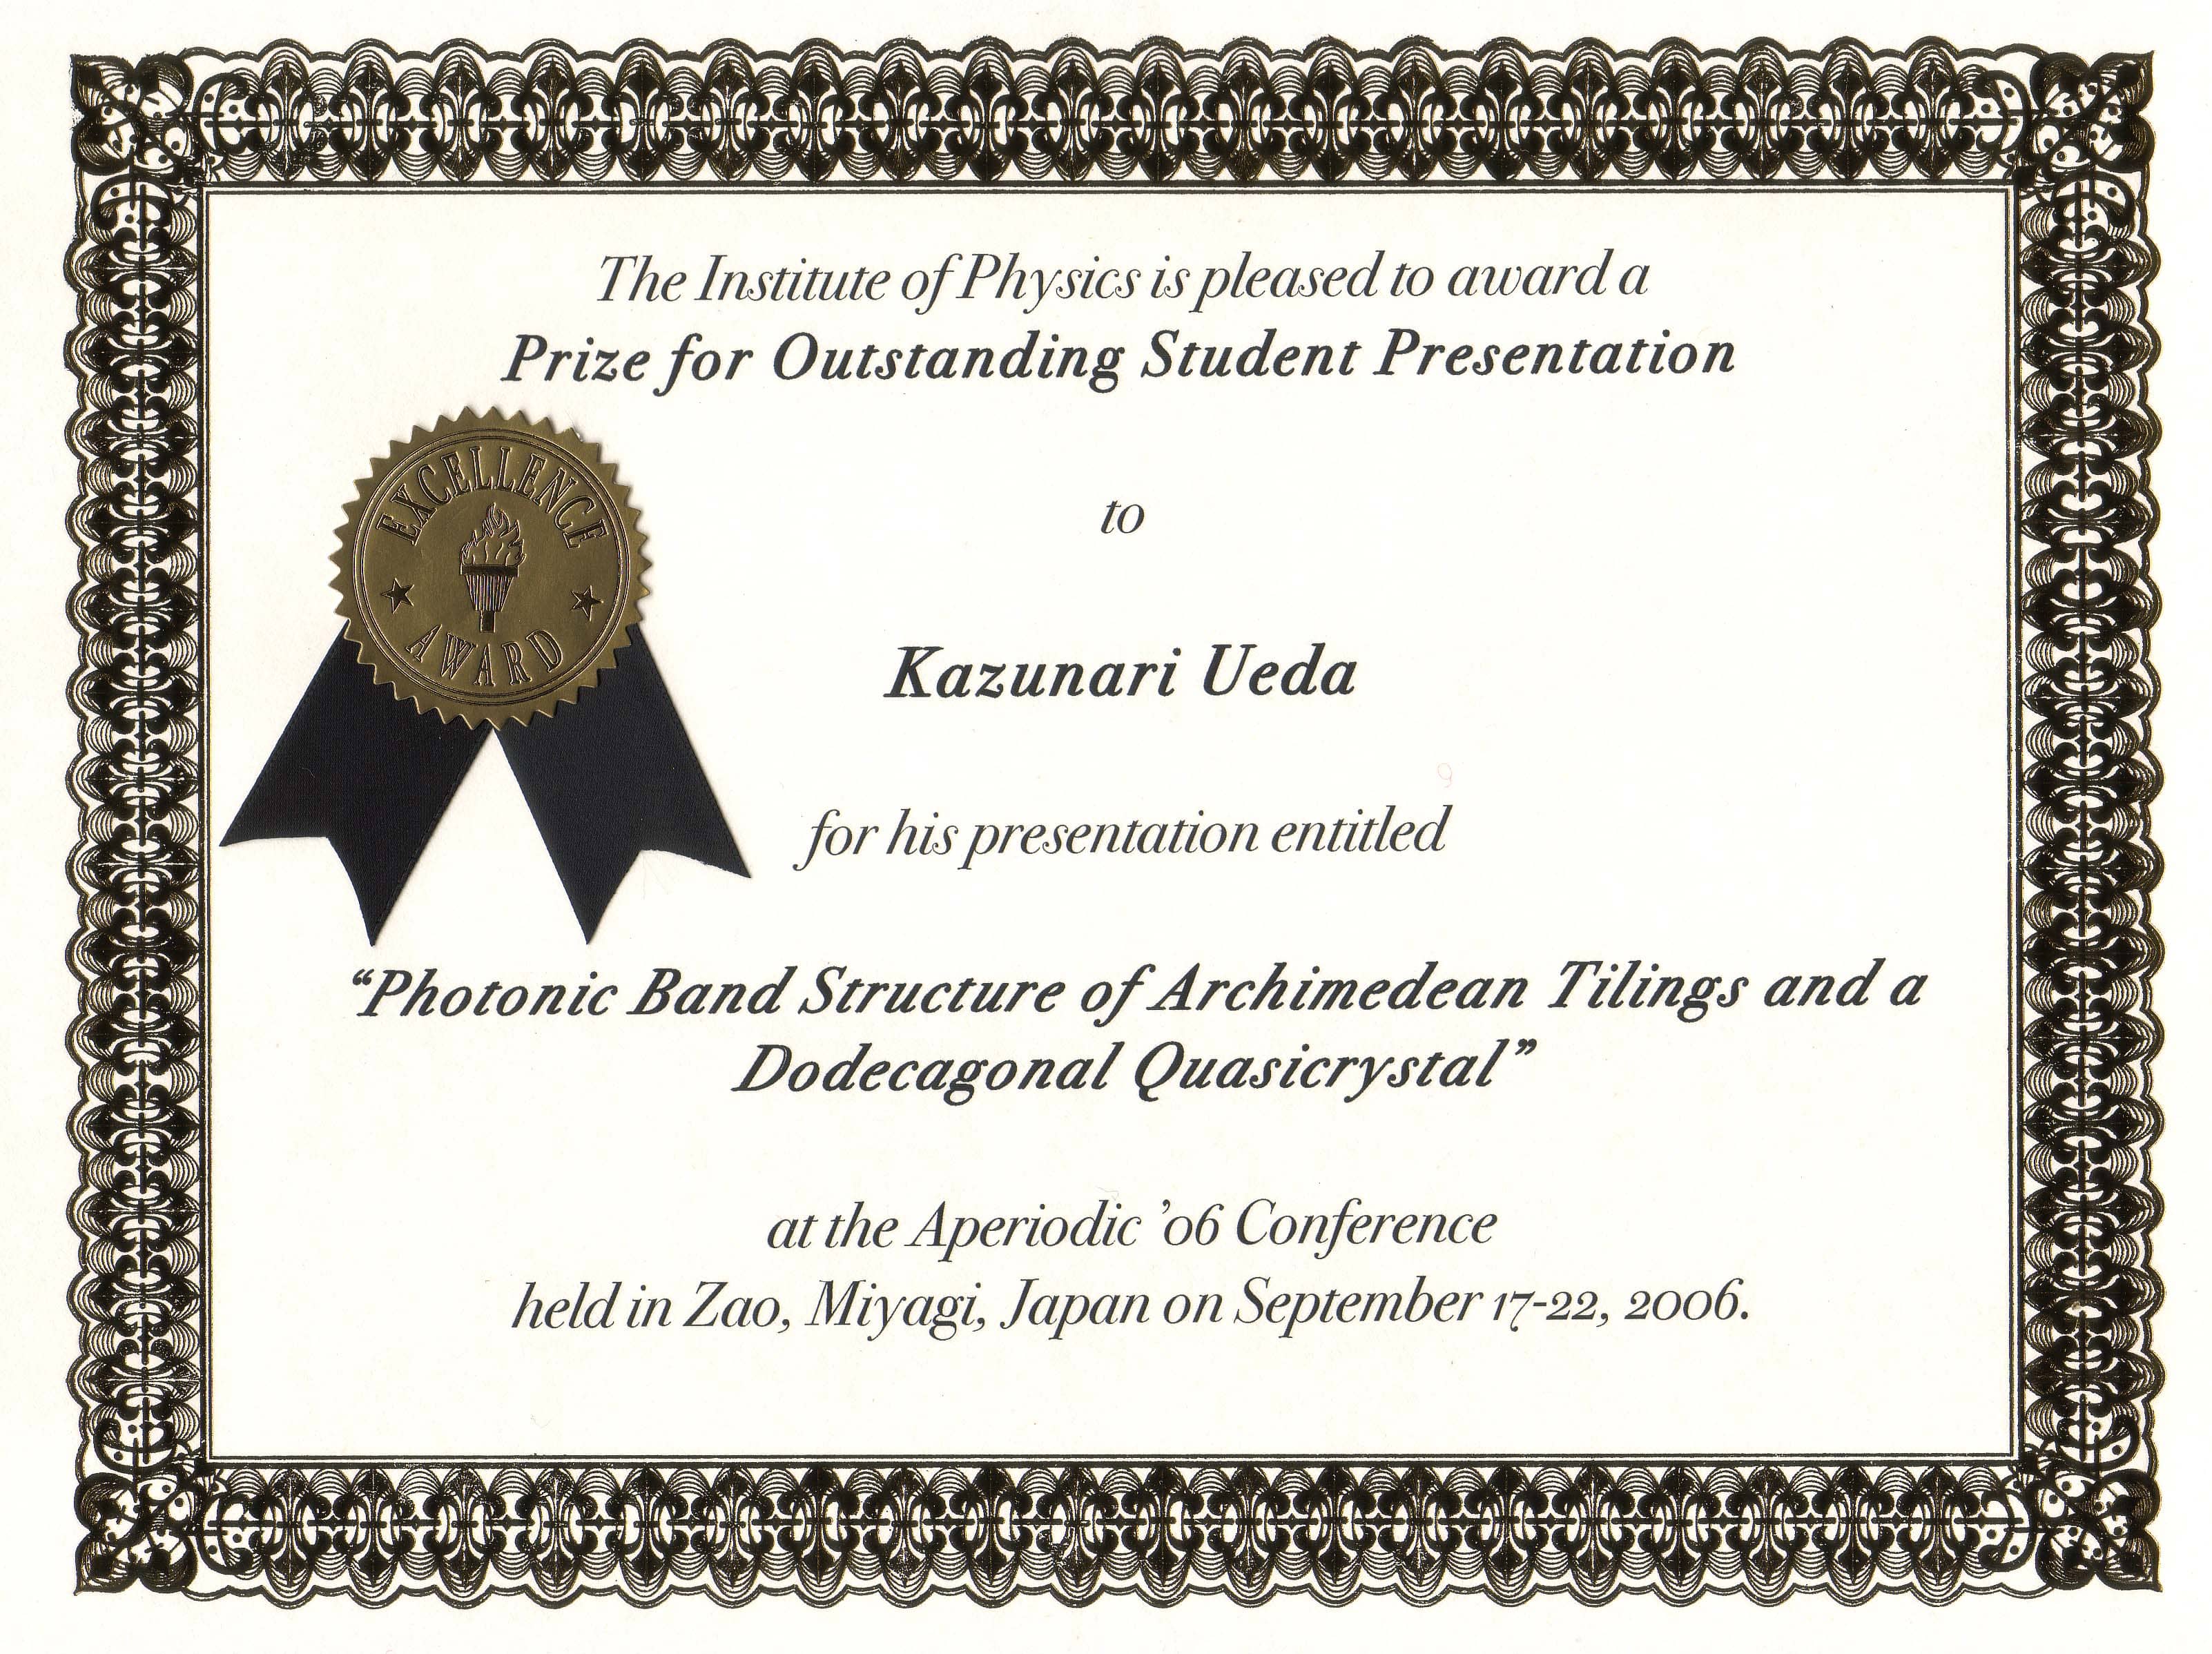 The Institute of Physics is pleased to award a
Prize for Outstanding Student Presentation
EXCELLENCE
AWARD
to
Kazunari Ueda
for his presentation entitled
“Photonic Band Structure of Archimedean Tilings and a
Dodecagonal Quasicrystal”
at the Aperiodic ’06 Conference
held in Zao, Miyagi, Japan on September 17-22, 2006.